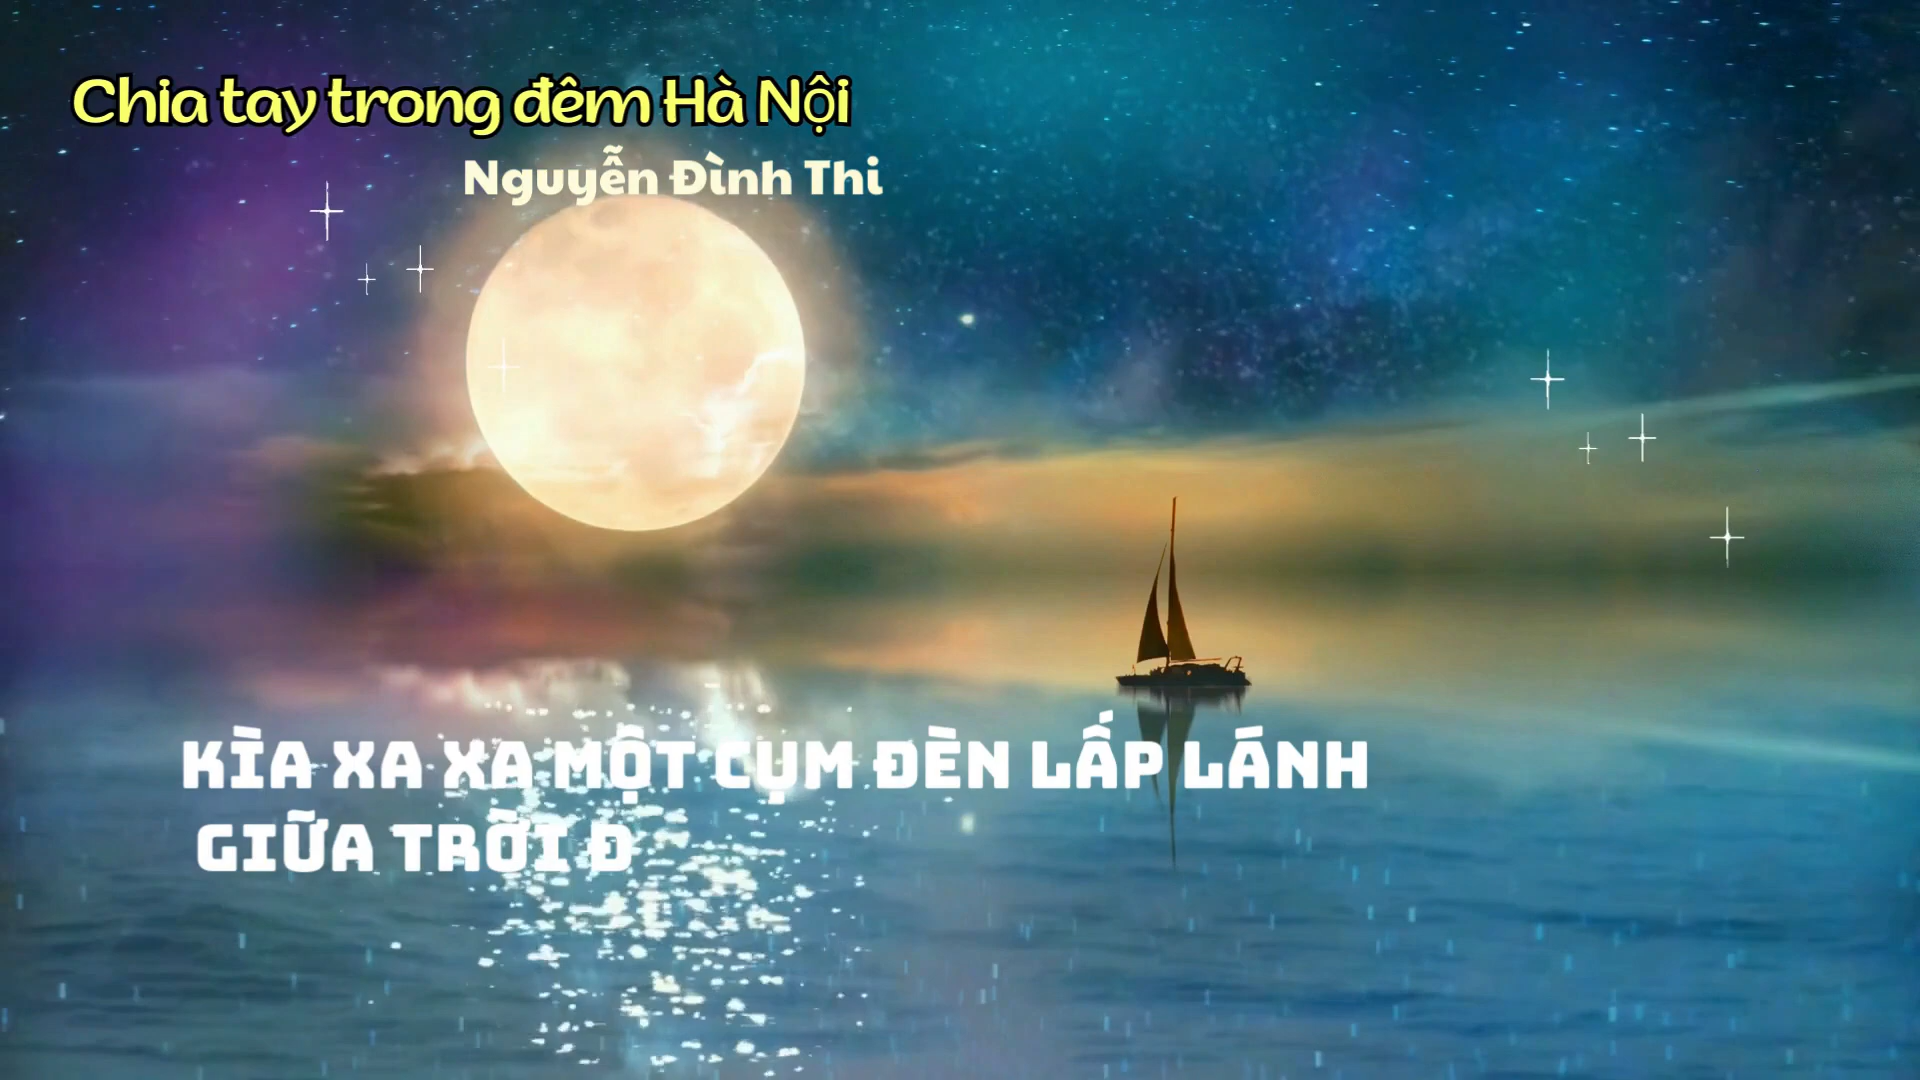 Chia tay trong đêm Hà Nội
Nguyễn Đình Thi
KÌA XA XA MỘT CỤM ĐÈN LẤP LÁNH
GIỮA TRỜI Đ